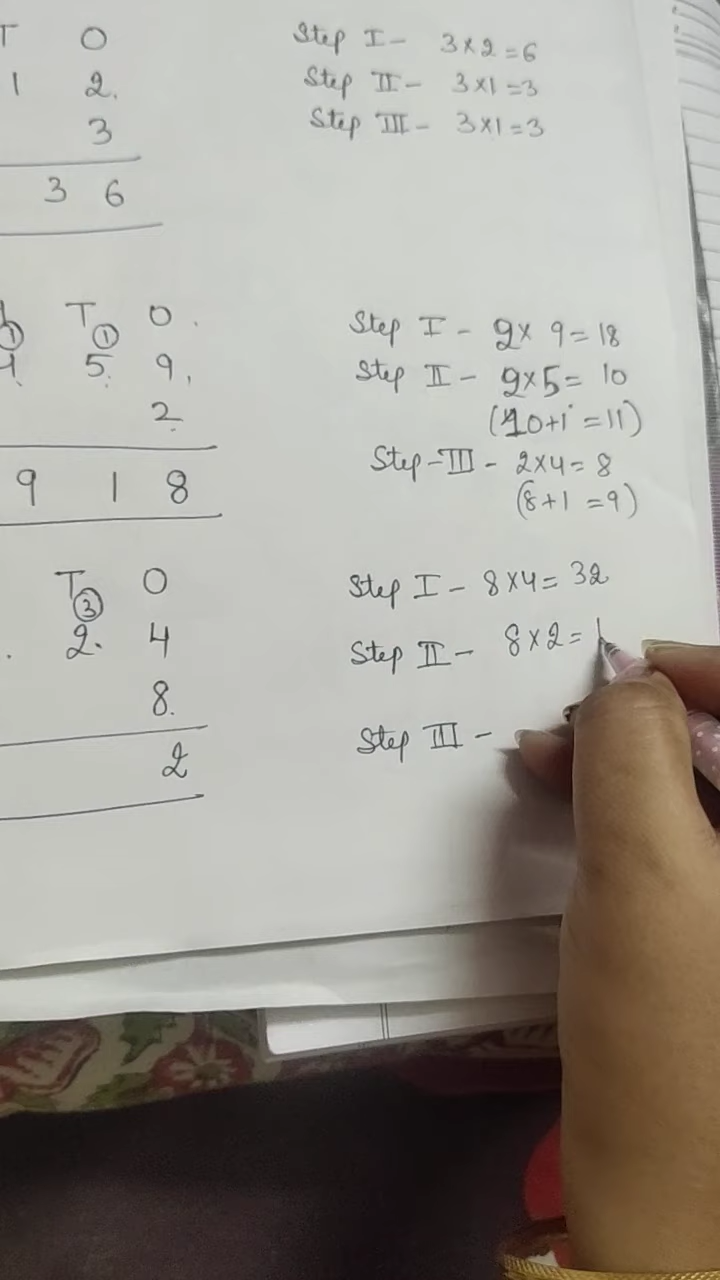 T O
1 2.
3
3 6
Step I - 3×2=6
Step II - 3×1=3
Step III - 3×1=3
T O.
① ①
4 5. 9.
2
9 1 8
Step I - 2× 9=18
Step II - 2×5= 10
(10+1 =11)
Step-III - 2×4=8
(8+1 =9)
T O
③
2. 4
8.
2
Step I - 8×4= 32
Step II - 8×2=1
Step III -